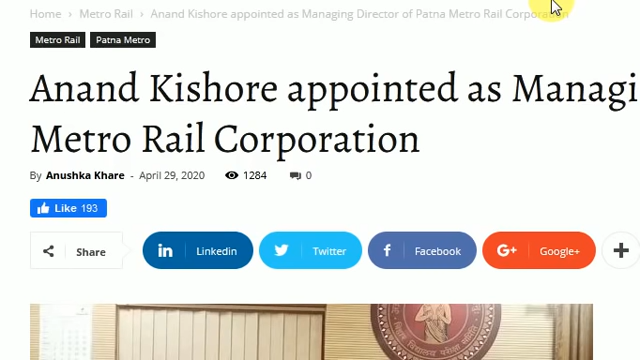 Home › Metro Rail › Anand Kishore appointed as Managing Director of Patna Metro Rail Corporation
Metro Rail Patna Metro
Anand Kishore appointed as Managi
Metro Rail Corporation
By Anushka Khare - April 29, 2020 1284 0
Like 193
Share Linkedin Twitter Facebook Google+